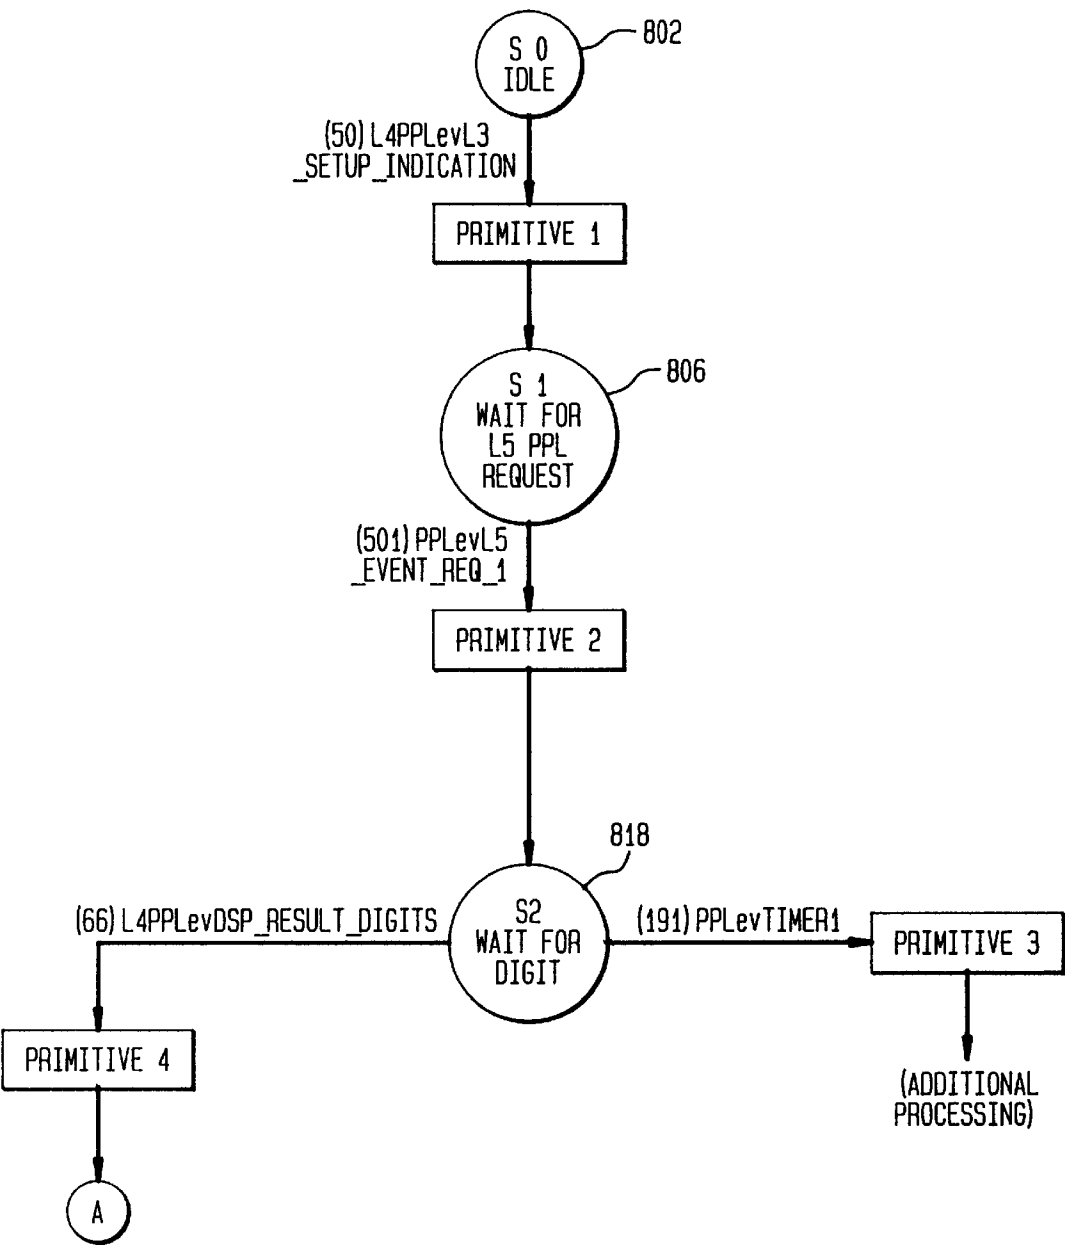 S 0
IDLE
802
(50) L4PPLevL3
_SETUP_INDICATION
PRIMITIVE 1
S 1
WAIT FOR
L5 PPL
REQUEST
806
(501) PPLevL5
_EVENT_REQ_1
PRIMITIVE 2
818
S2
WAIT FOR
DIGIT
(66) L4PPLevDSP_RESULT_DIGITS
(191) PPLevTIMER1
PRIMITIVE 3
PRIMITIVE 4
(ADDITIONAL
PROCESSING)
A